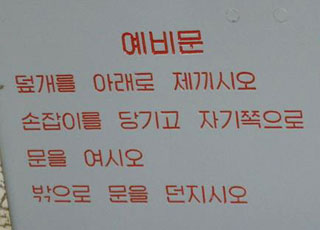 예비문
덮개를 아래로 제끼시오
손잡이를 당기고 자기쪽으로
문을 여시오
밖으로 문을 던지시오